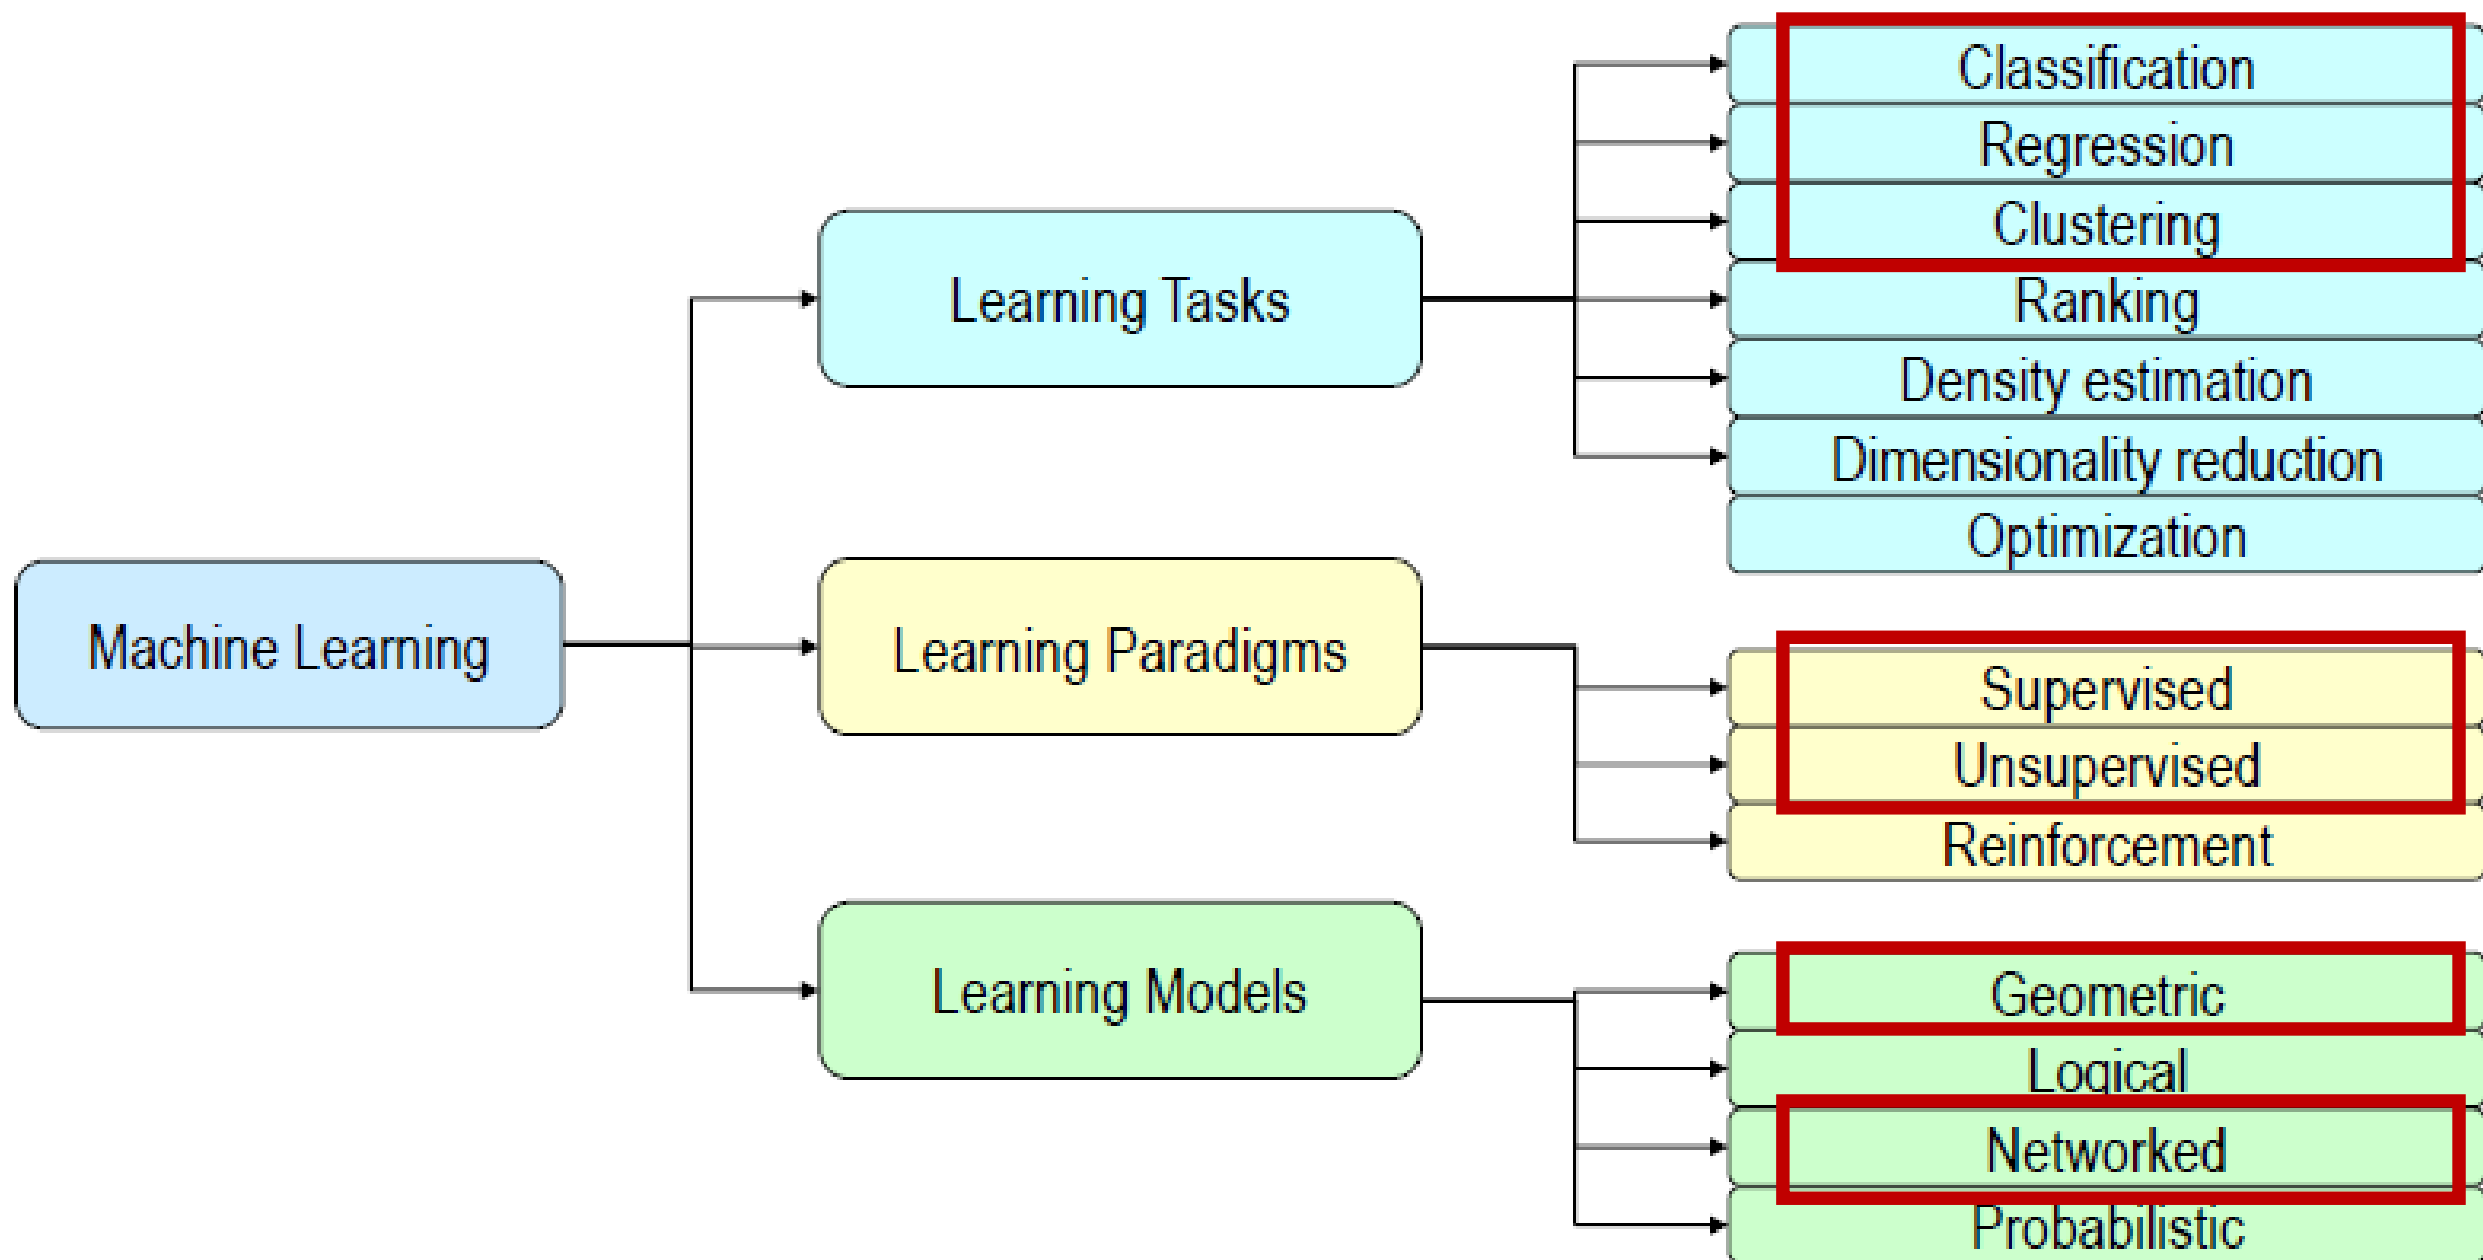 Machine Learning
Learning Tasks
Classification
Regression
Clustering
Ranking
Density estimation
Dimensionality reduction
Optimization
Learning Paradigms
Supervised
Unsupervised
Reinforcement
Learning Models
Geometric
Logical
Networked
Probabilistic